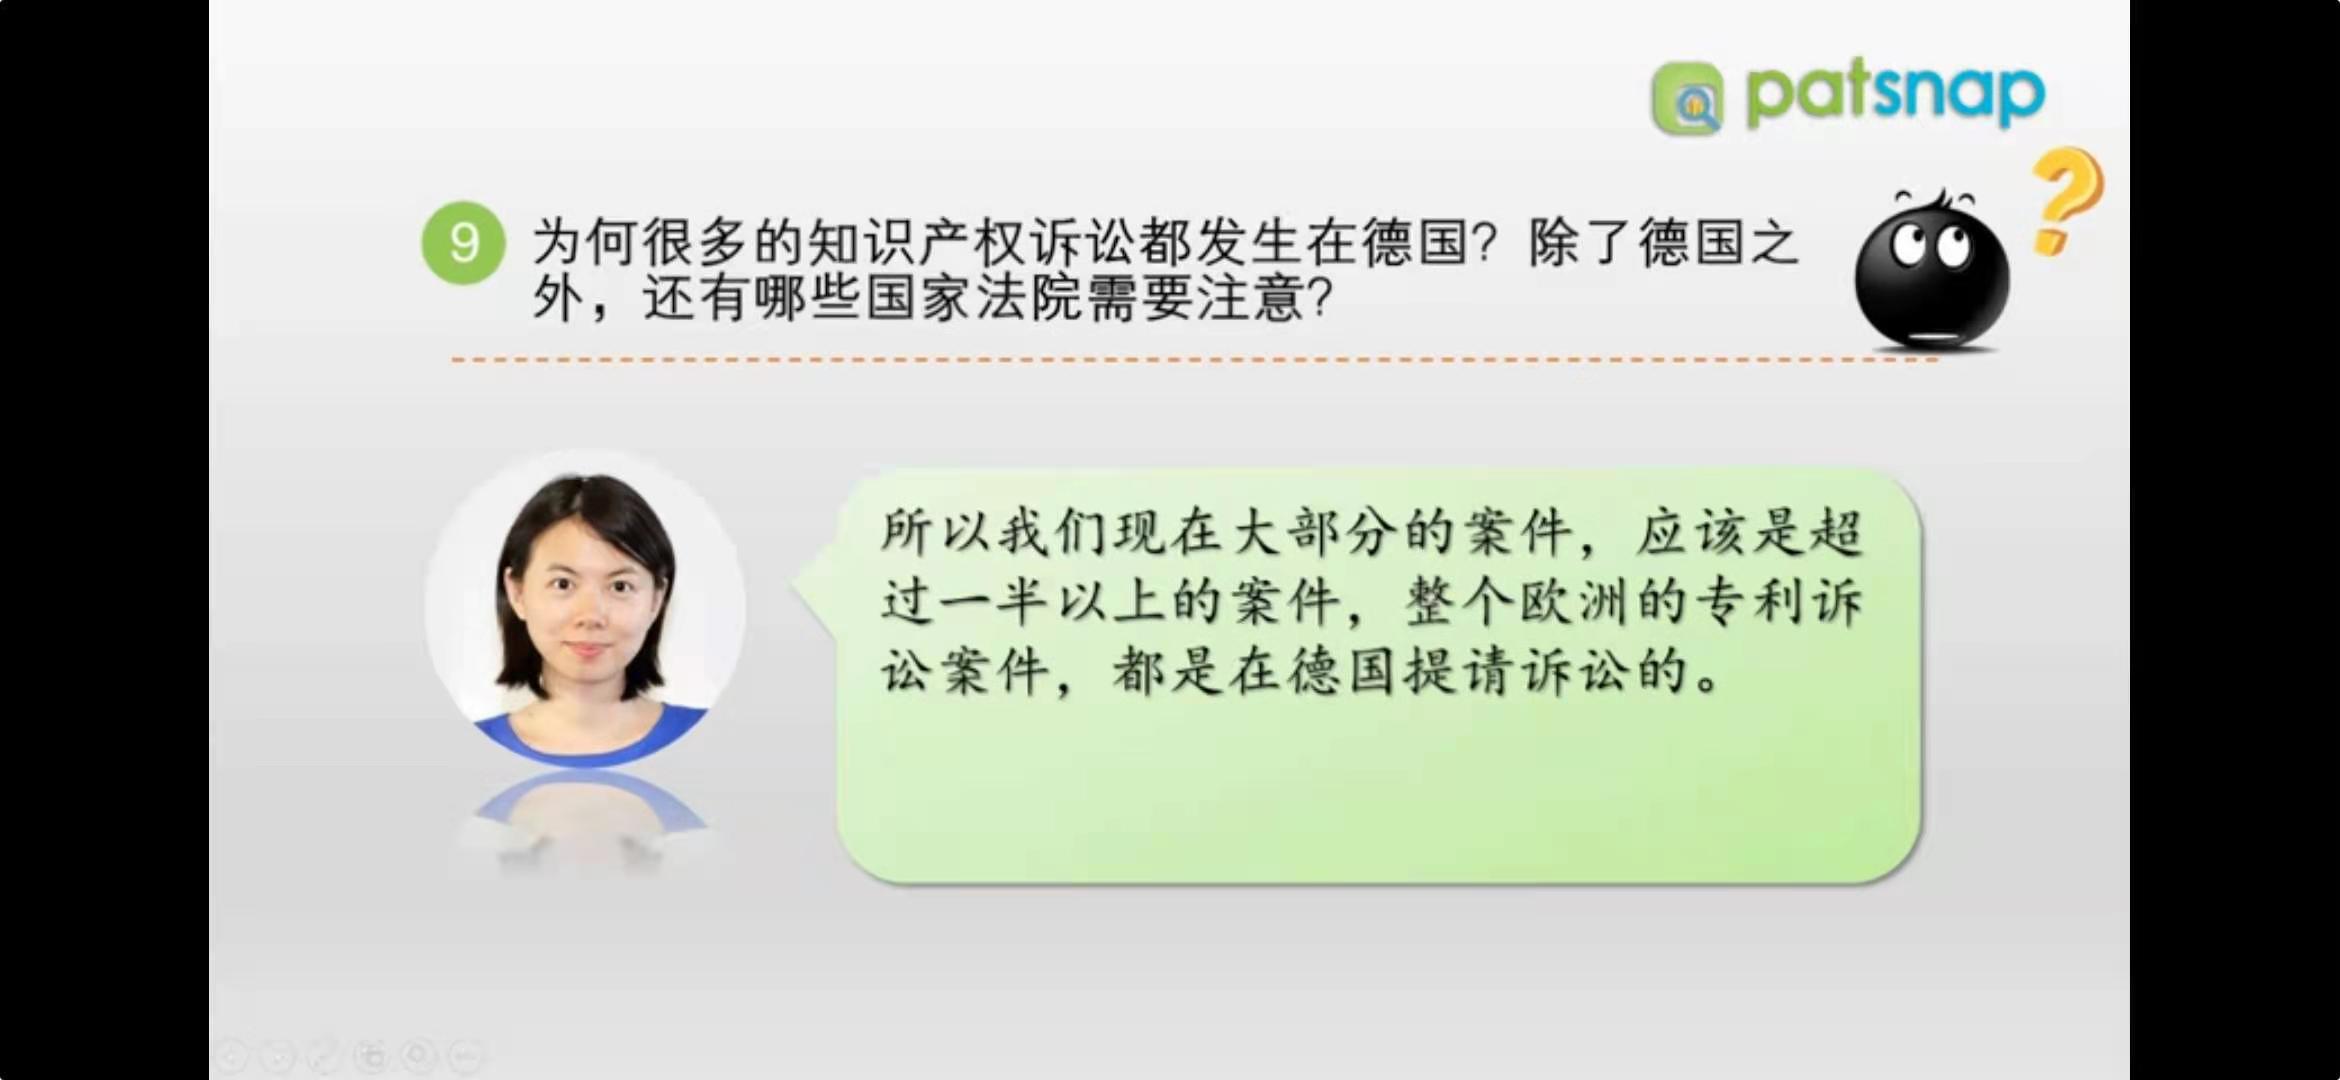 patsnap
9 为何很多的知识产权诉讼都发生在德国？除了德国之
外，还有哪些国家法院需要注意？
所以我们现在大部分的案件，应该是超
过一半以上的案件，整个欧洲的专利诉
讼案件，都是在德国提请诉讼的。